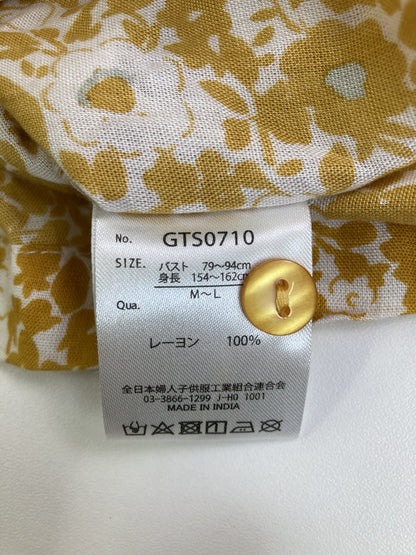 No. GTS0710
SIZE. バスト 79〜94cm
身長 154〜162cm
M〜L
Qua.
レーヨン 100%
全日本婦人子供服工業組合連合会
03-3866-1299 J-HO 1001
MADE IN INDIA